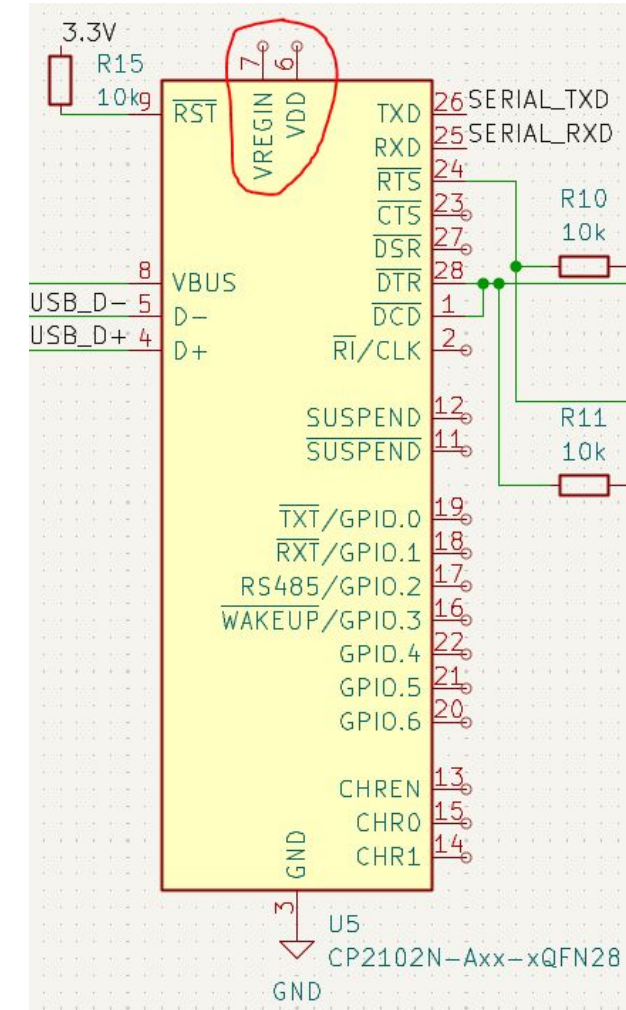 3.3V
R15
10k
9
RST
7
VREGIN
6
VDD
TXD
26
SERIAL_TXD
RXD
25
SERIAL_RXD
RTS
24
CTS
23
DSR
27
DTR
28
DCD
1
RI/CLK
2
R10
10k
8
VBUS
USB_D-
5
D-
USB_D+
4
D+
SUSPEND
12
SUSPEND
11
R11
10k
TXT/GPIO.0
19
RXT/GPIO.1
18
RS485/GPIO.2
17
WAKEUP/GPIO.3
16
GPIO.4
22
GPIO.5
21
GPIO.6
20
CHREN
13
CHR0
15
CHR1
14
GND
3
U5
CP2102N-Axx-xQFN28
GND